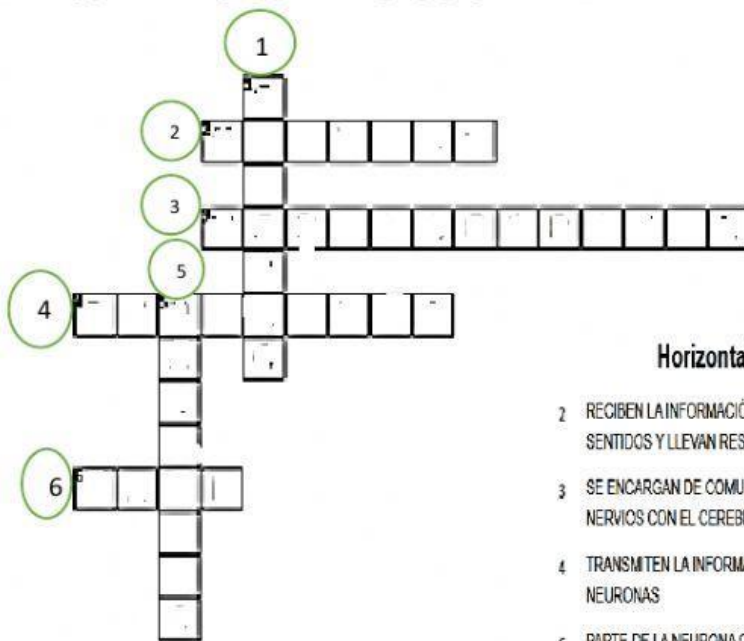 1
2
3
5
4
6
Horizonta
2 RECIBEN LA INFORMACIÓ
SENTIDOS Y LLEVAN RES
3 SE ENCARGAN DE COMU
NERVIOS CON EL CEREB
4 TRANSMITEN LA INFORMA
NEURONAS
PARTE DE LA NEURONA